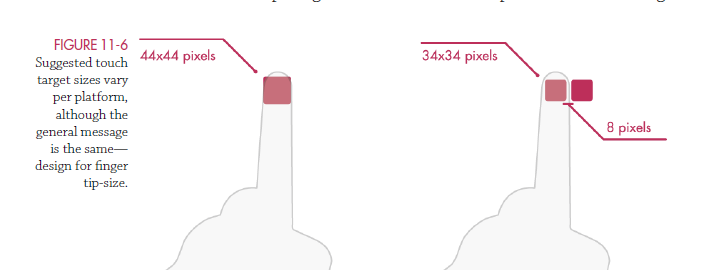 FIGURE 11-6
Suggested touch
target sizes vary
per platform,
although the
general message
is the same—
design for finger
tip-size.
44x44 pixels
34x34 pixels
8 pixels